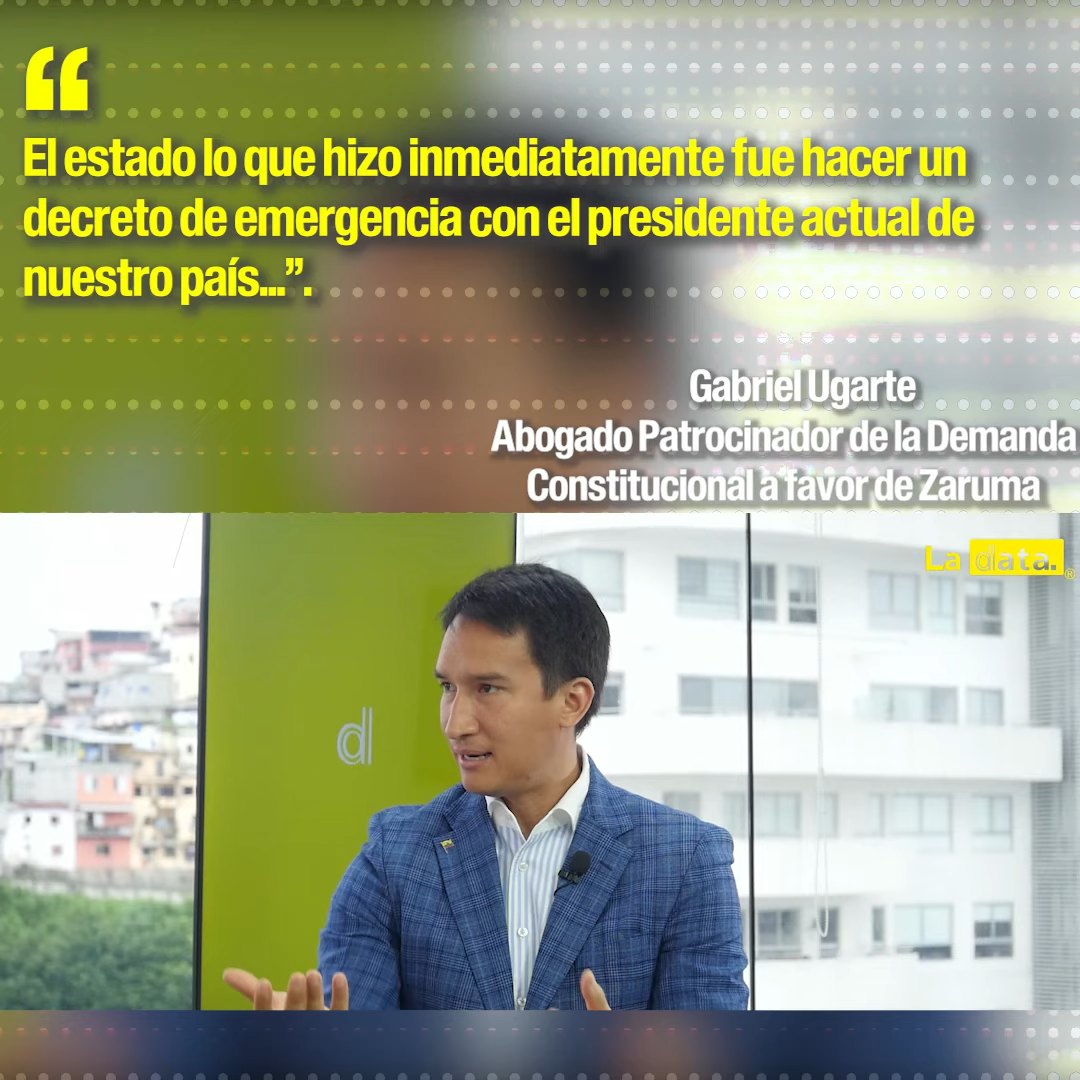 “
El estado lo que hizo inmediatamente fue hacer un
decreto de emergencia con el presidente actual de
nuestro país...”.
Gabriel Ugarte
Abogado Patrocinador de la Demanda
Constitucional a favor de Zaruma
La data.®
d